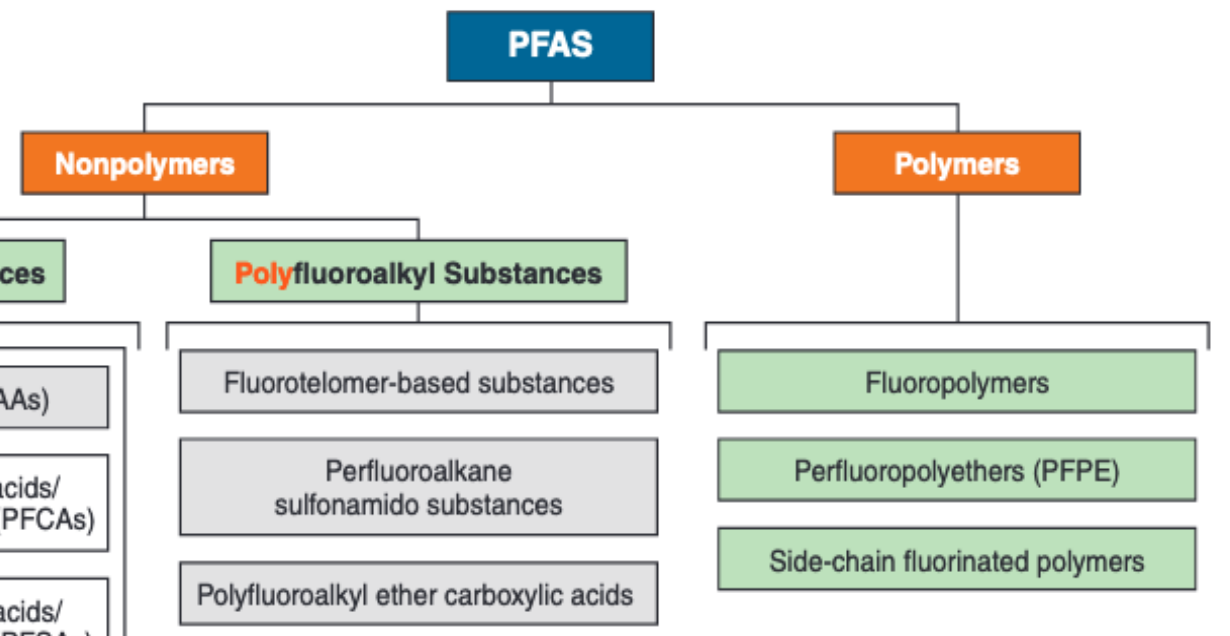 PFAS
Nonpolymers
Polymers
ces
Polyfluoroalkyl Substances
AAs)
acids/
(PFCAs)
acids/
Fluorotelomer-based substances
Perfluoroalkane
sulfonamido substances
Polyfluoroalkyl ether carboxylic acids
Fluoropolymers
Perfluoropolyethers (PFPE)
Side-chain fluorinated polymers